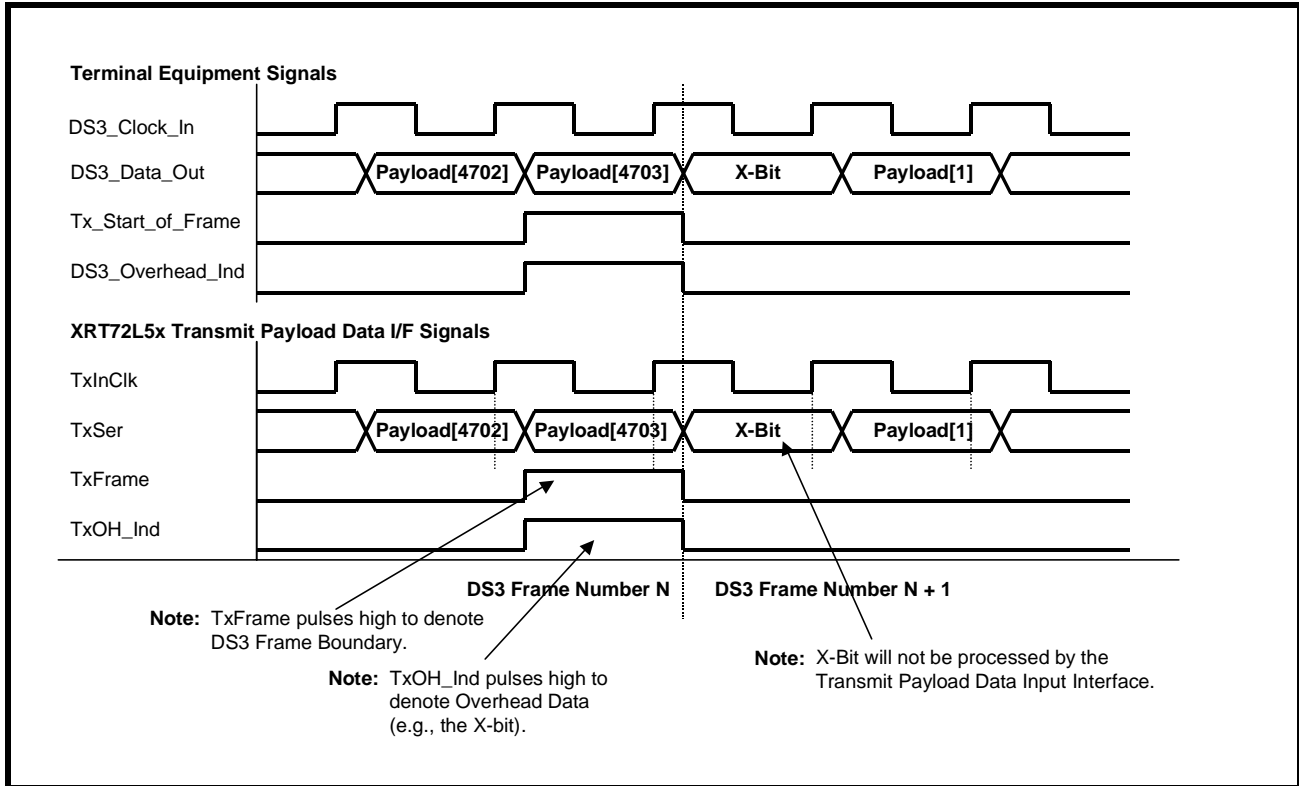 Terminal Equipment Signals
DS3_Clock_In
DS3_Data_Out
Payload[4702] Payload[4703] X-Bit Payload[1]
Tx_Start_of_Frame
DS3_Overhead_Ind
XRT72L5x Transmit Payload Data I/F Signals
TxInClk
TxSer
Payload[4702] Payload[4703] X-Bit Payload[1]
TxFrame
TxOH_Ind
DS3 Frame Number N DS3 Frame Number N + 1
Note: TxFrame pulses high to denote
DS3 Frame Boundary.
Note: TxOH_Ind pulses high to
denote Overhead Data
(e.g., the X-bit).
Note: X-Bit will not be processed by the
Transmit Payload Data Input Interface.